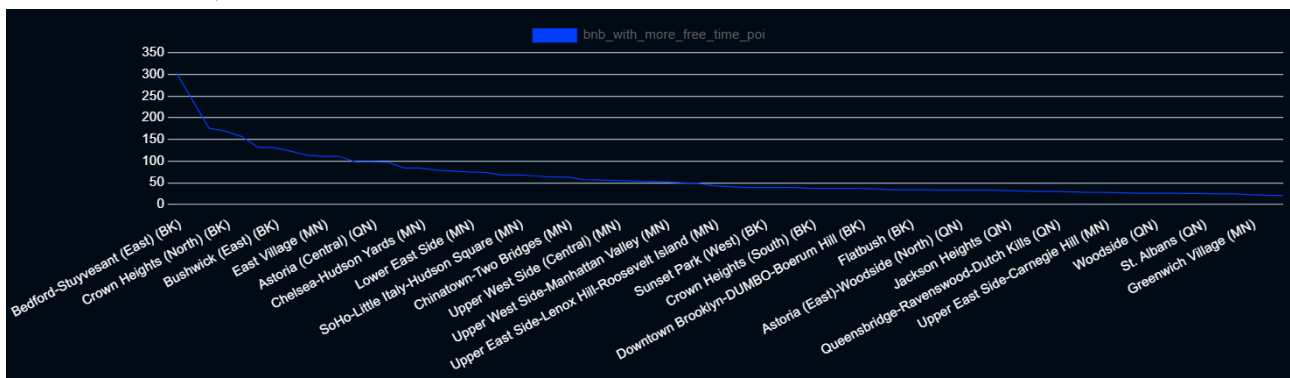 bnb_with_more_free_time_poi
350
300
250
200
150
100
50
0
Bedford-Stuyvesant (East) (BK)
Crown Heights (North) (BK)
Bushwick (East) (BK)
East Village (MN)
Astoria (Central) (QN)
Chelsea-Hudson Yards (MN)
Lower East Side (MN)
SoHo-Little Italy-Hudson Square (MN)
Chinatown-Two Bridges (MN)
Upper West Side (Central) (MN)
Upper West Side-Manhattan Valley (MN)
Upper East Side-Lenox Hill-Roosevelt Island (MN)
Sunset Park (West) (BK)
Crown Heights (South) (BK)
Downtown Brooklyn-DUMBO-Boerum Hill (BK)
Flatbush (BK)
Astoria (East)-Woodside (North) (QN)
Jackson Heights (QN)
Queensbridge-Ravenswood-Dutch Kills (QN)
Upper East Side-Carnegie Hill (MN)
Woodside (QN)
St. Albans (QN)
Greenwich Village (MN)